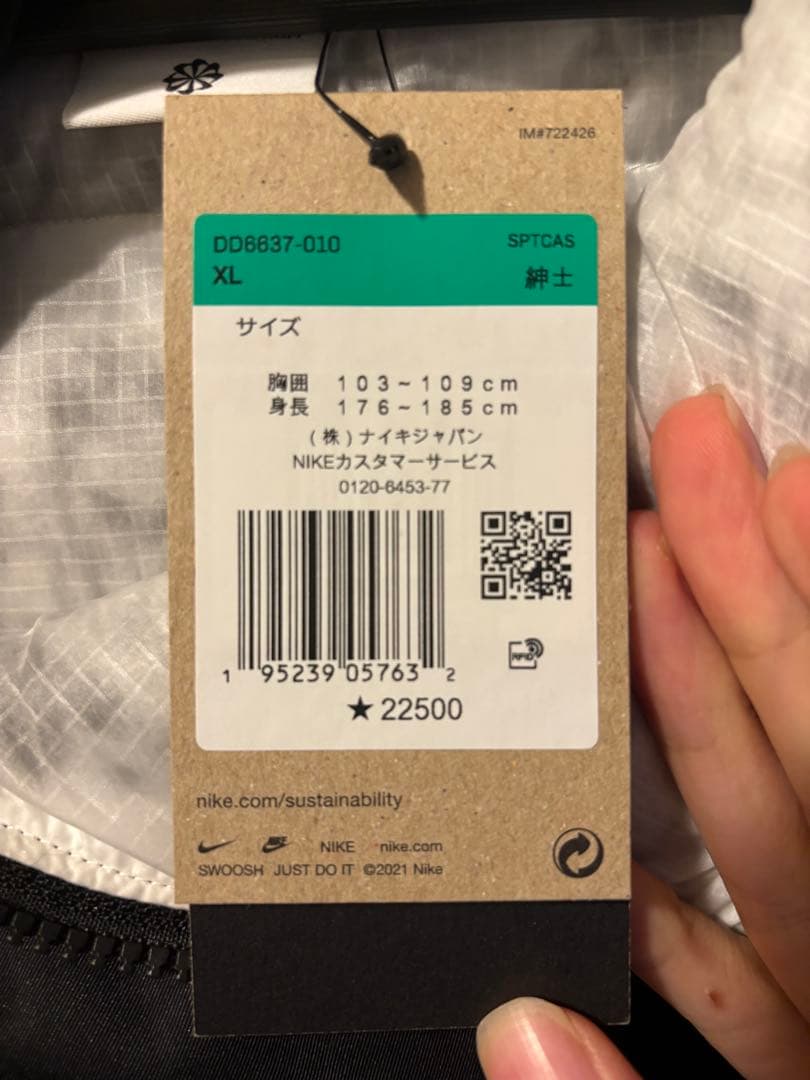 IM#722426
DD6637-010 SPTCAS
XL 紳士
サイズ
胸囲 103~109cm
身長 176~185cm
(株)ナイキジャパン
NIKEカスタマーサービス
0120-6453-77
1 95239 05763 2
RFID
★22500
nike.com/sustainability
NIKE nike.com
SWOOSH JUST DO IT ©2021 Nike